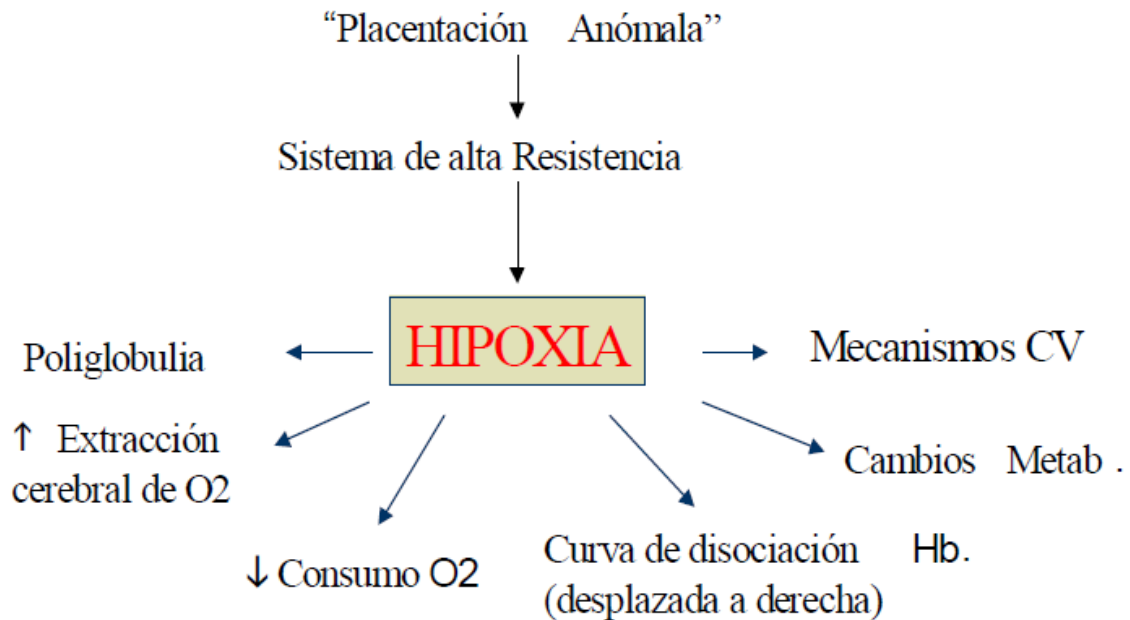 “Placentación Anómala”
Sistema de alta Resistencia
HIPOXIA
Poliglobulia
Mecanismos CV
↑ Extracción
cerebral de O2
Cambios Metab .
↓ Consumo O2
Curva de disociación Hb.
(desplazada a derecha)